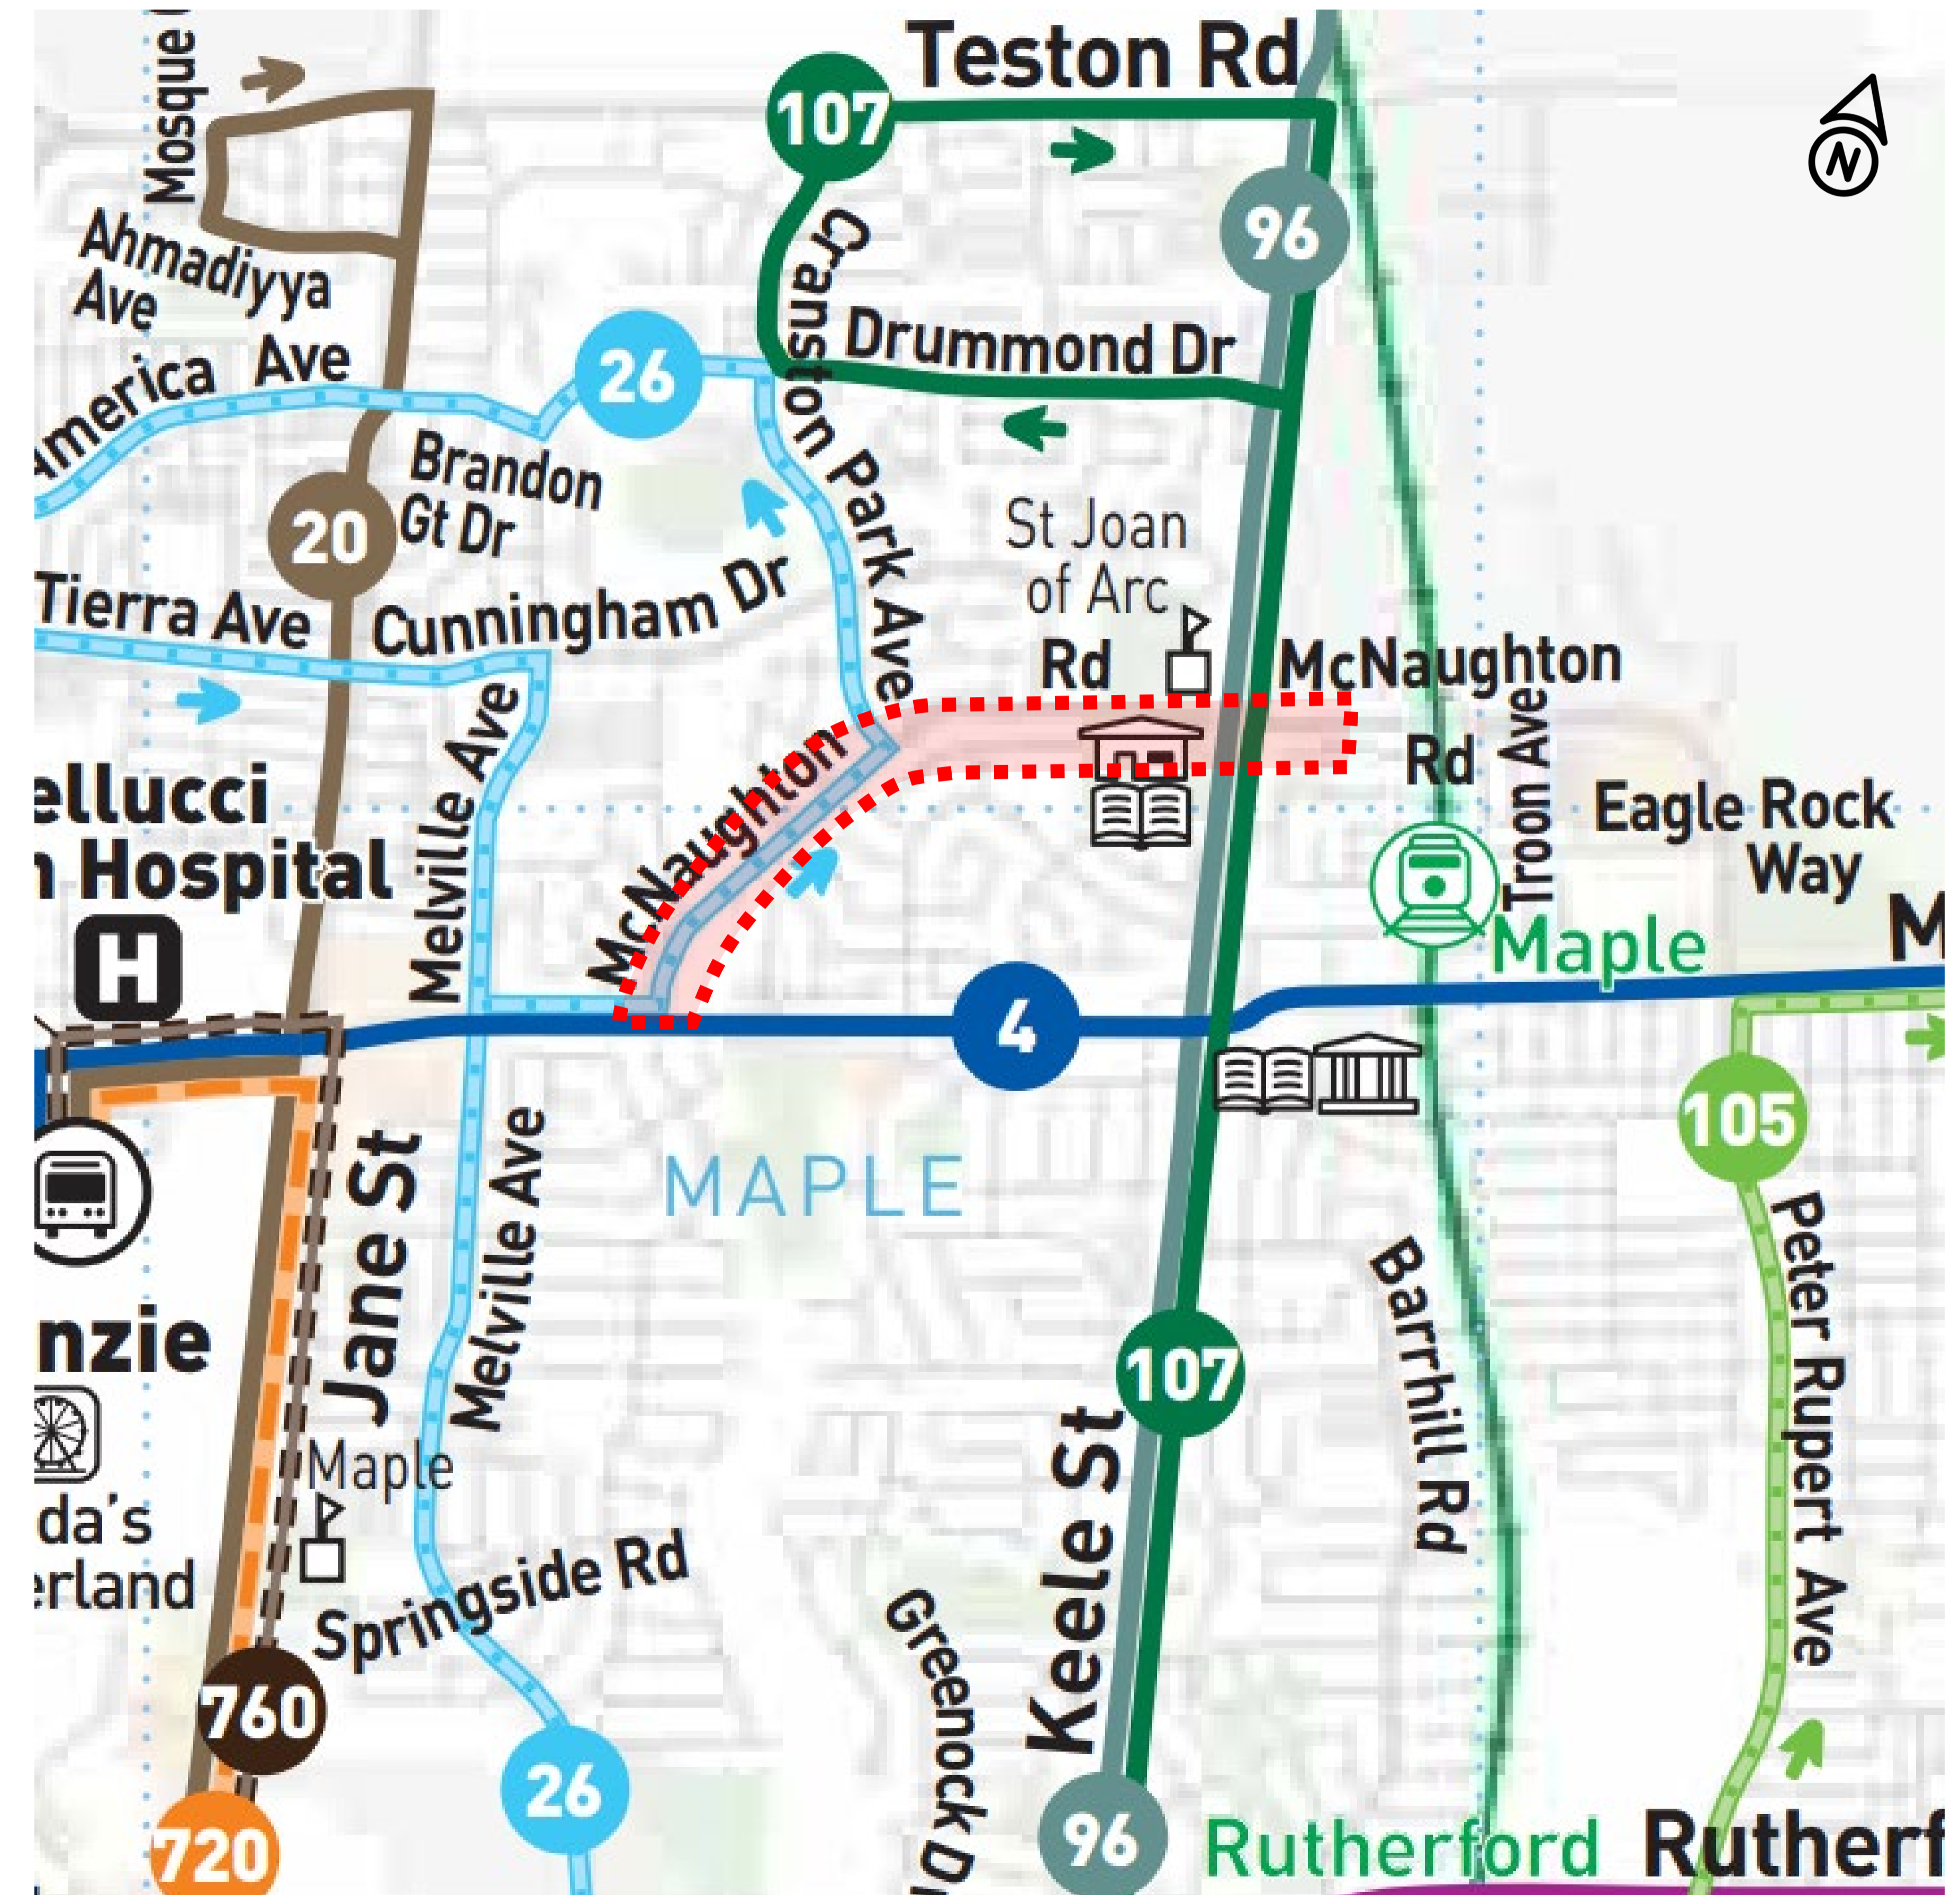 Mosque
Teston Rd
107
N
96
Cranston Park Ave
Ahmadiyya
Ave
Drummond Dr
America Ave
26
Brandon
Gt Dr
20
St Joan
of Arc
Tierra Ave
Cunningham Dr
Rd
McNaughton
Rd
Troon Ave
Melville Ave
McNaughton
ellucci
Hospital
H
Eagle Rock
Way
Maple
M
4
105
MAPLE
Jane St
Melville Ave
Peter Rupert Ave
Barrhill Rd
nzie
107
Keele St
Maple
da's
erland
Springside Rd
Greenock D
760
26
720
96
Rutherford
Rutherf